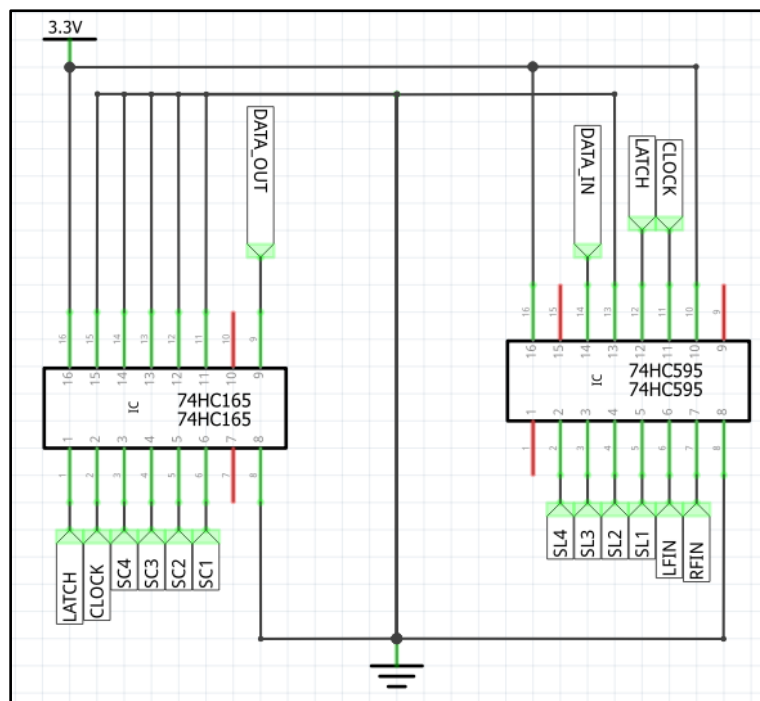 3.3V
DATA_OUT
DATA_IN
LATCH
CLOCK
16 15 14 13 12 11 10 9
16 15 14 13 12 11 10 9
IC
74HC165
74HC165
1 2 3 4 5 6 7 8
1 2 3 4 5 6 7 8
LATCH
CLOCK
SC4
SC3
SC2
SC1
16 15 14 13 12 11 10 9
16 15 14 13 12 11 10 9
IC
74HC595
74HC595
1 2 3 4 5 6 7 8
1 2 3 4 5 6 7 8
SL4
SL3
SL2
SL1
LFIN
RFIN